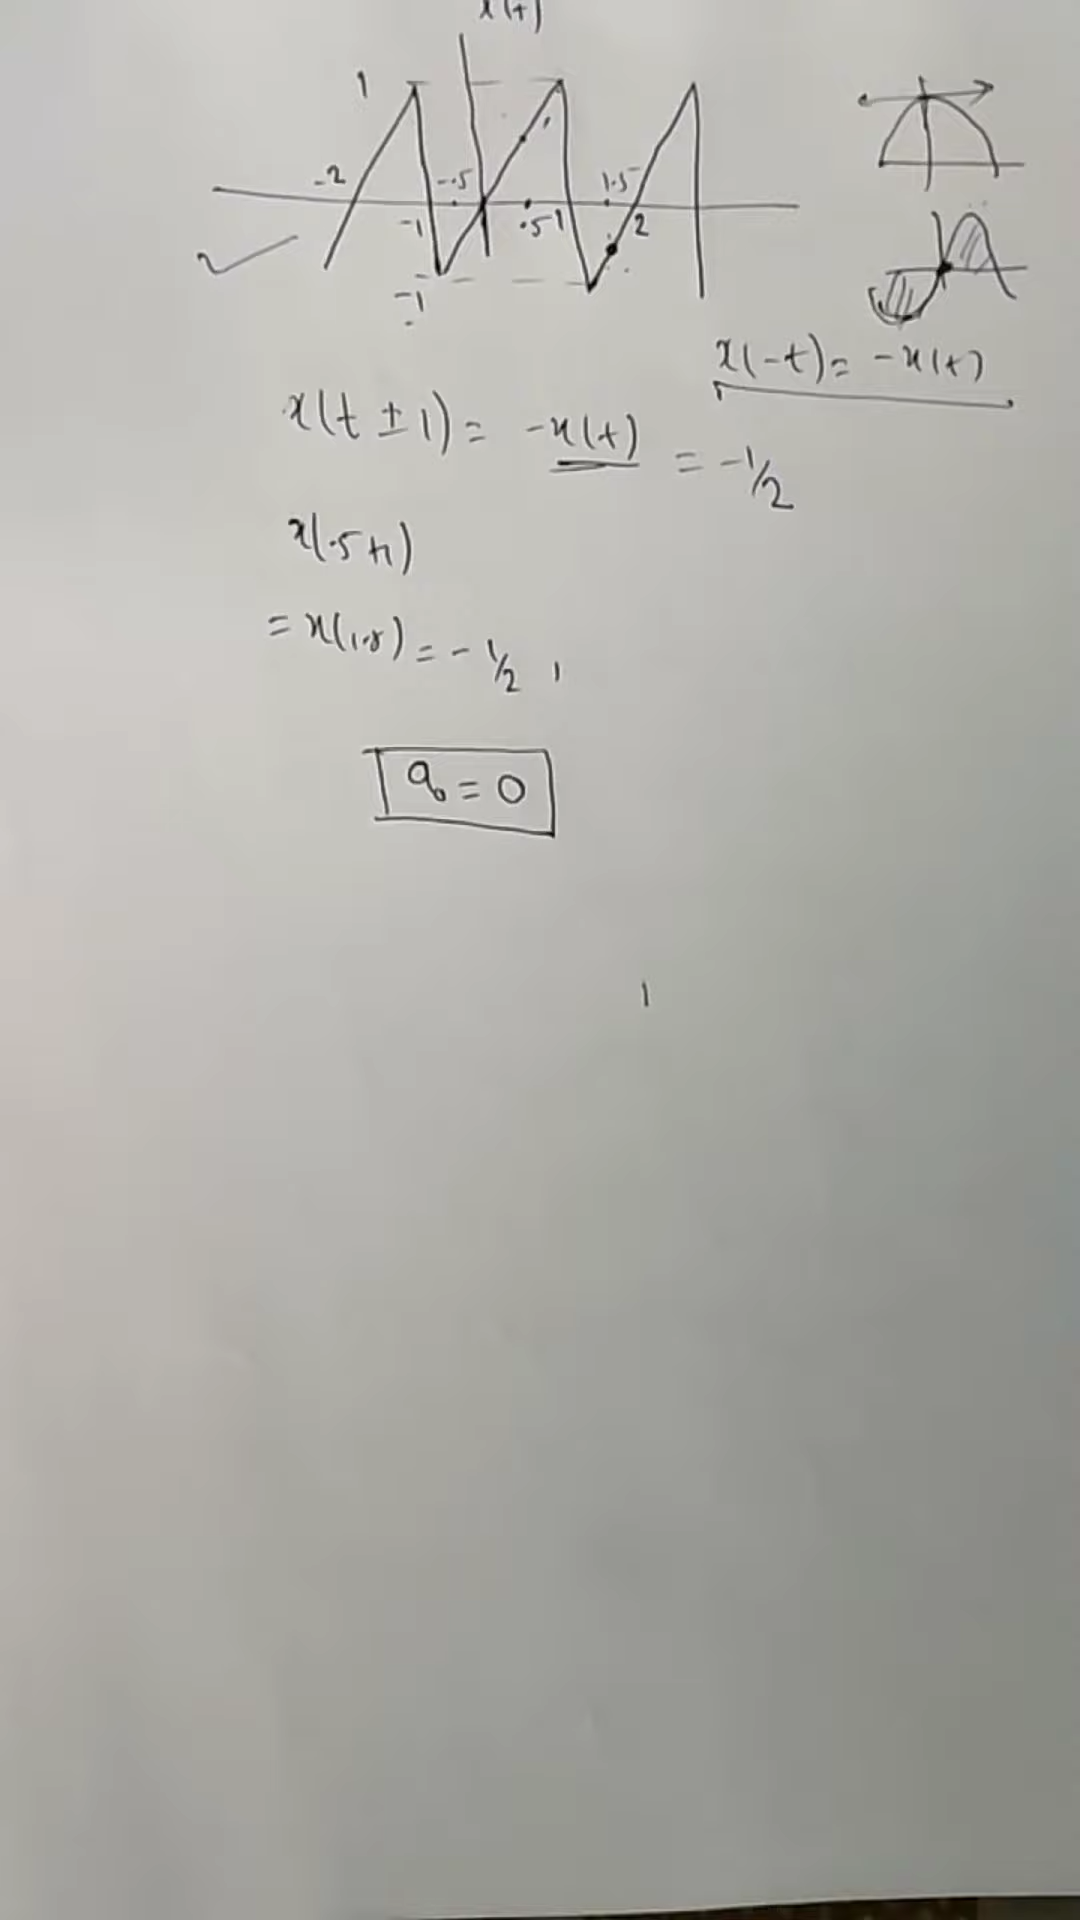 x(t)
1
-2
-.5
1.5
-1
.5
1
2
-1
x(-t) = -x(t)
x(t ± 1) = -x(t) = -1/2
x(.5+1)
= x(1.5) = -1/2 ,
a₀ = 0